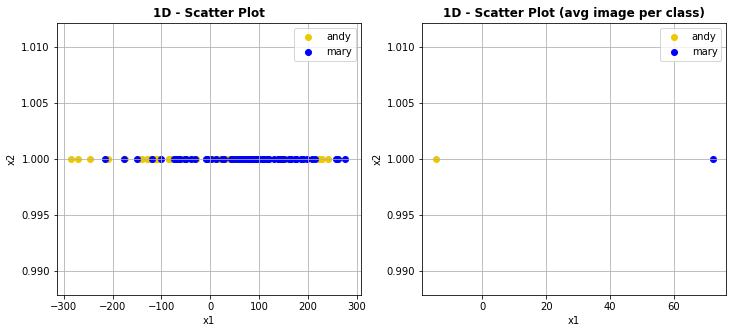 1D - Scatter Plot
andy
mary
1.010
1.005
1.000
0.995
0.990
x2
−300
−200
−100
0
100
200
300
x1
1D - Scatter Plot (avg image per class)
andy
mary
1.010
1.005
1.000
0.995
0.990
x2
0
20
40
60
x1